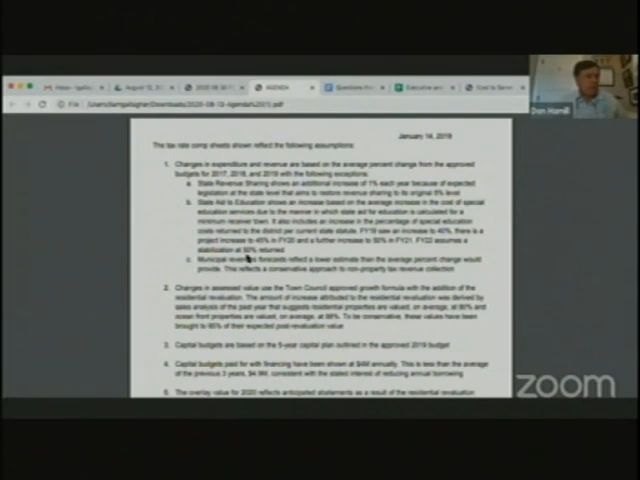 AGENDA
Questions
Executive
File
January 14, 2019
The tax rate comp sheets shown reflect the following assumptions:
1. Changes in expenditure and revenue are based on the average percent change from the approved
budgets for 2017, 2018, and 2019 with the following exceptions:
a. State Revenue Sharing shows an additional increase of 1% each year because of expected
legislation at the state level that aims to restore revenue sharing to its original 5% level
b. State Aid to Education shows an increase based on the average increase in the cost of special
education services due to the manner in which state aid for education is calculated for a
minimum receiver town. It also includes an increase in the percentage of special education
costs returned to the district per current state statute. FY19 saw an increase to 40%, there
is a project increase to 45% in FY20 and a further increase to 50% in FY21. FY22 assumes a
stabilization at 50% returned
c. Municipal revenues forecasts reflect a lower estimate than the average percent change would
provide. This reflects a conservative approach to non-property tax revenue collection
2. Changes in assessed value use the Town Council approved growth formula with the addition of the
residential revaluation. The amount of increase attributed to the residential revaluation was derived by
sales analysis of the past year that suggests residential properties are valued, on average, at 90% and
ocean front properties are valued, on average, at 88%. To be conservative, these values have been
brought to 95% of their expected post-revaluation value
3. Capital budgets are based on the 5-year capital plan outlined in the approved 2019 budget
4. Capital budgets paid for with financing have been shown at $4M annually. This is less than the average
of the previous 3 years, $4.9M, consistent with the stated interest of reducing annual borrowing
5. The overlay value for 2020 reflects anticipated abatements as a result of the residential revaluation
Don Hamill
zoom